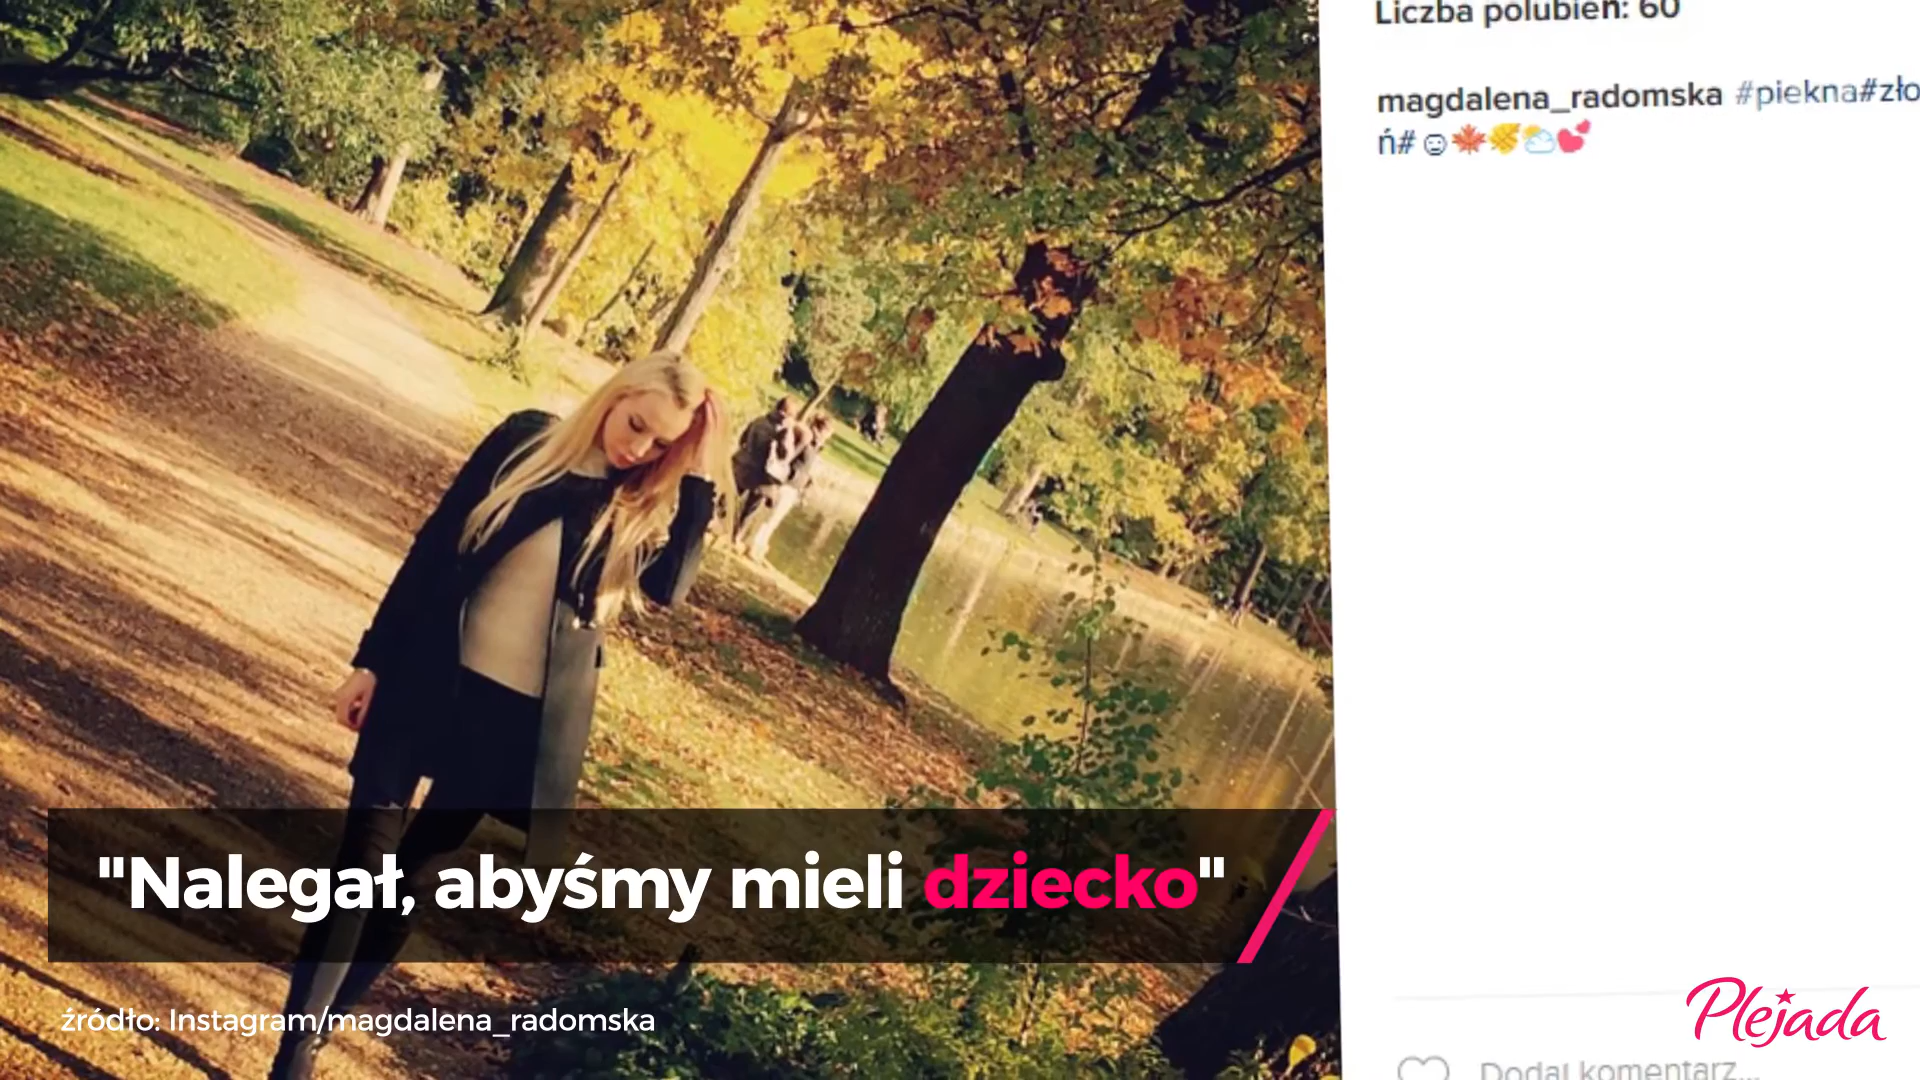 Liczba polubień: 60
magdalena_radomska #piekna#zło
ń#☺🍁🍂⛅💕
"Nalegał, abyśmy mieli dziecko"
źródło: Instagram/magdalena_radomska
Plejada
Dodaj komentarz...